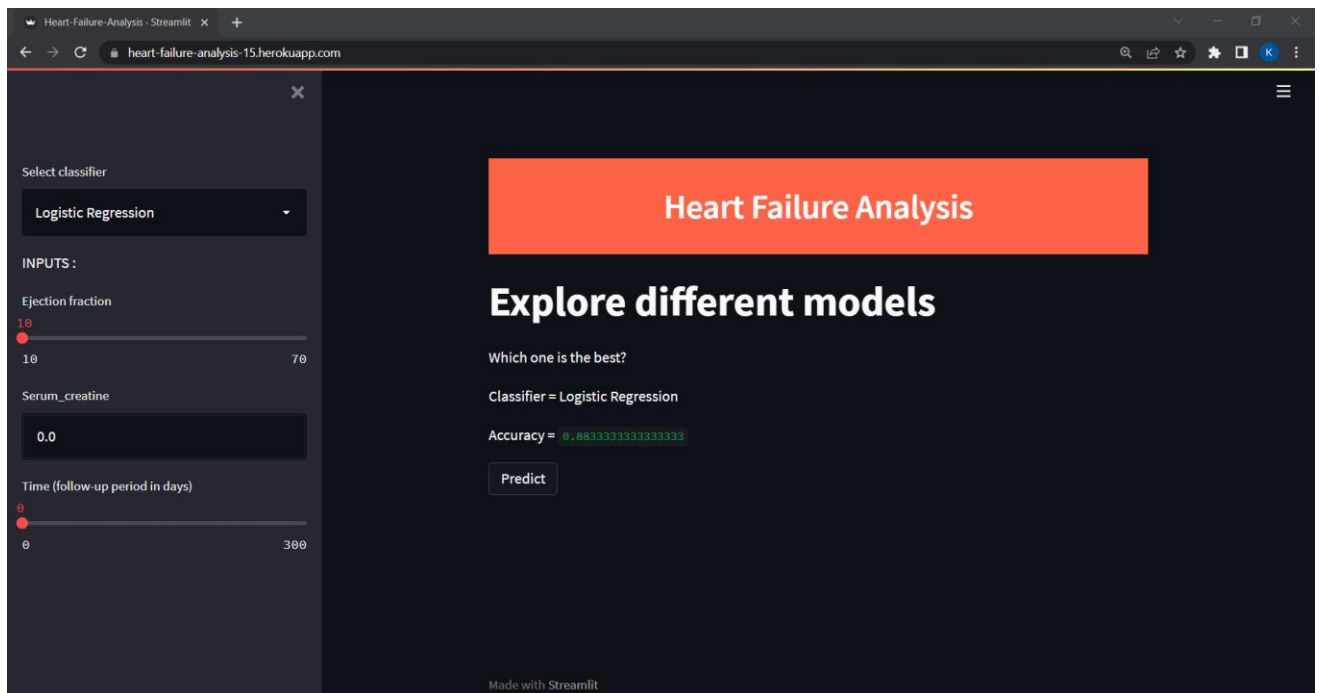 Heart-Failure-Analysis · Streamlit
heart-failure-analysis-15.herokuapp.com
K
Select classifier
Logistic Regression
INPUTS :
Ejection fraction
10
10 70
Serum_creatine
0.0
Time (follow-up period in days)
0
0 300
Heart Failure Analysis
Explore different models
Which one is the best?
Classifier = Logistic Regression
Accuracy = 0.8833333333333333
Predict
Made with Streamlit